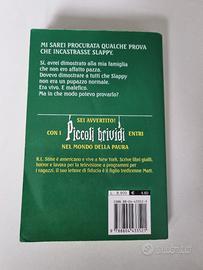 MI SAREI PROCURATA QUALCHE PROVA
CHE INCASTRASSE SLAPPY.
Sì, avrei dimostrato alla mia famiglia
che non ero affatto pazzo.
Dovevo dimostrare a tutti che Slappy
non era un pupazzo normale.
Era vivo. E malefico.
Ma in che modo potevo provarlo?
SEI AVVERTITO!
CON I Piccoli brividi ENTRI
NEL MONDO DELLA PAURA
R.L. Stine è americano e vive a New York. Scrive libri gialli,
horror e lavora per la televisione a programmi per
i ragazzi. Il suo lettore di fiducia è il figlio tredicenne Matt.
subito.it